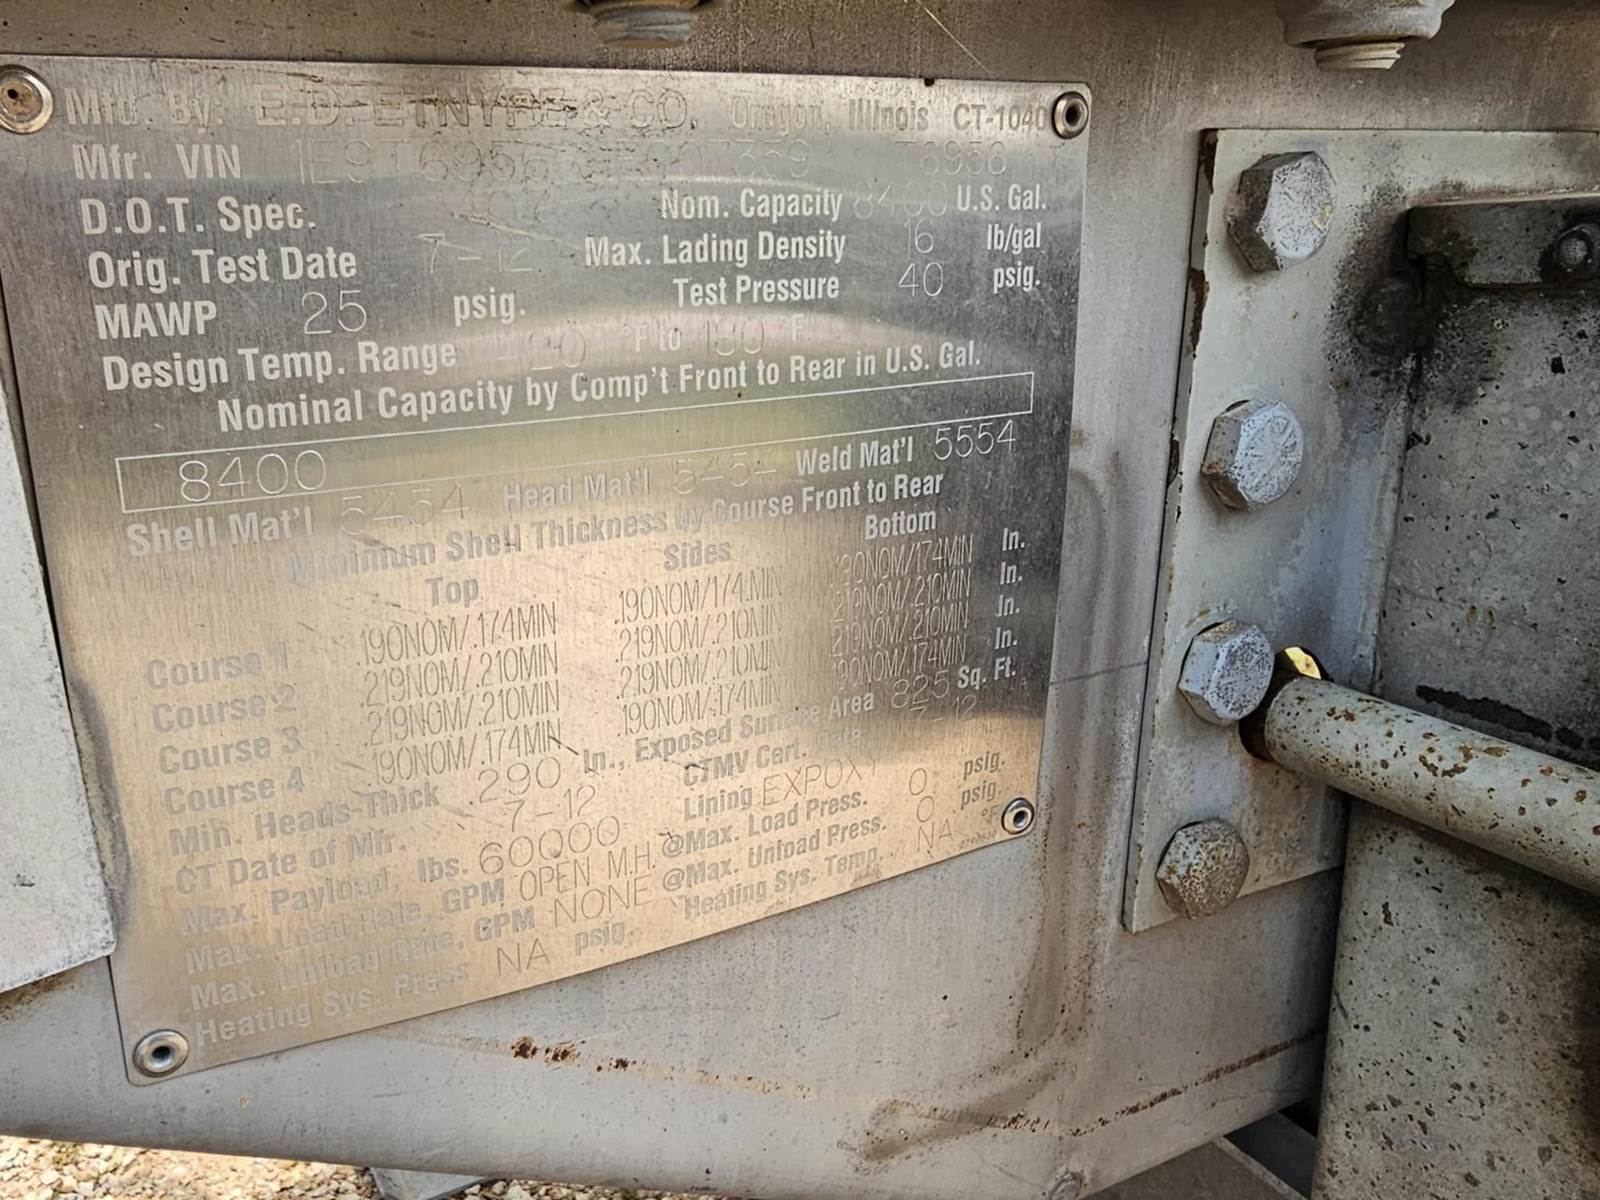 Mfd. By: E.D. ETNYRE & CO. Oregon, Illinois CT-1040
Mfr. VIN
D.O.T. Spec. Nom. Capacity 8400 U.S. Gal.
Orig. Test Date 7-12 Max. Lading Density 16 lb/gal
MAWP 25 psig. Test Pressure 40 psig.
Design Temp. Range 20 °F to °F
Nominal Capacity by Comp't Front to Rear in U.S. Gal.
8400
Shell Mat'l 5454 Head Mat'l 5454 Weld Mat'l 5554
Minimum Shell Thickness by Course Front to Rear
Top Sides Bottom
Course 1 .190NOM/.174MIN .190NOM/.174MIN .190NOM/.174MIN In.
Course 2 .219NOM/.210MIN .219NOM/.210MIN .219NOM/.210MIN In.
Course 3 .219NOM/.210MIN .219NOM/.210MIN .219NOM/.210MIN In.
Course 4 .190NOM/.174MIN .190NOM/.174MIN .190NOM/.174MIN In.
Min. Heads-Thick .290 In., Exposed Surface Area 825 Sq. Ft.
CT Date of Mfr. 7-12 CTMV Cert. Date 7-12
Max. Payload, lbs. 60000 Lining EXPOXY
Max. Load Rate, GPM OPEN M.H. @Max. Load Press. 0 psig.
Max. Unload Rate, GPM NONE @Max. Unload Press. 0 psig.
Heating Sys. Press NA psig. Heating Sys. Temp. NA °F